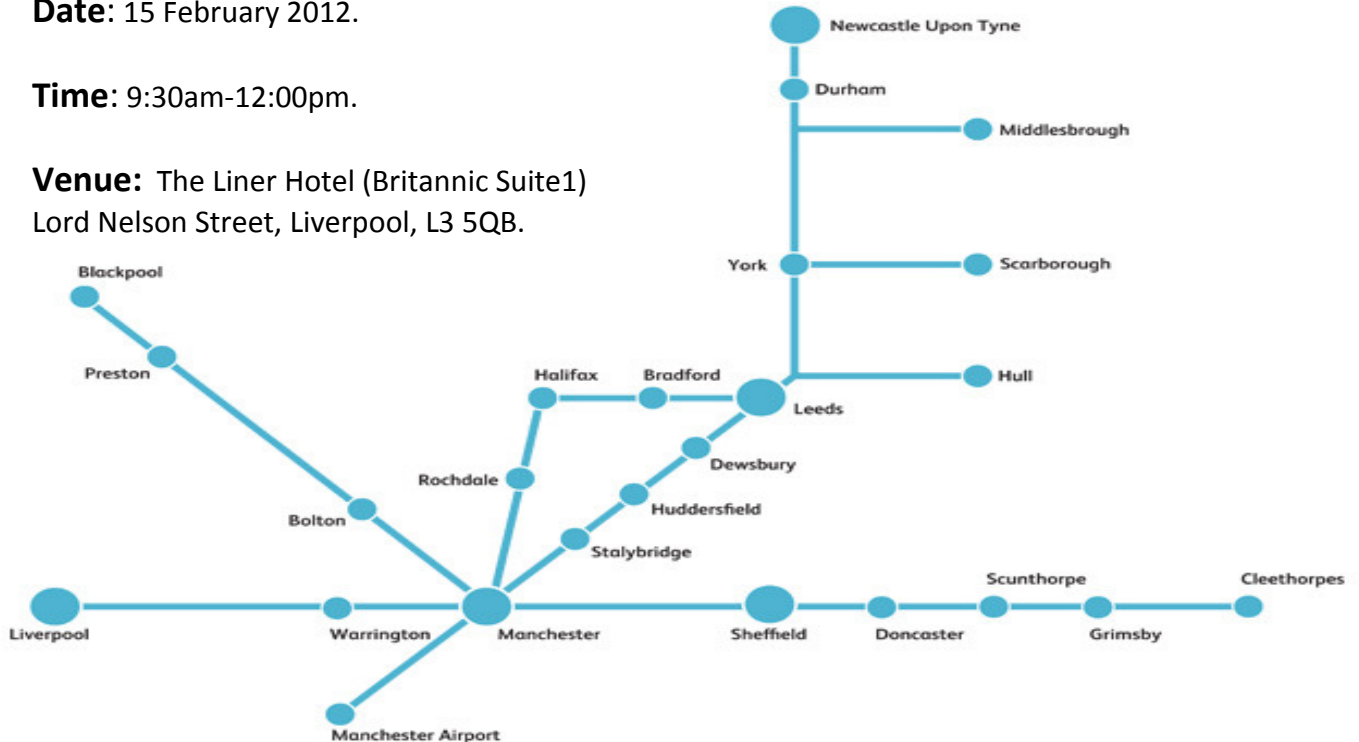 Date: 15 February 2012.
Time: 9:30am-12:00pm.
Venue: The Liner Hotel (Britannic Suite1)
Lord Nelson Street, Liverpool, L3 5QB.
Newcastle Upon Tyne
Durham
Middlesbrough
York
Scarborough
Blackpool
Preston
Halifax
Bradford
Hull
Leeds
Dewsbury
Rochdale
Huddersfield
Bolton
Stalybridge
Scunthorpe
Cleethorpes
Liverpool
Warrington
Manchester
Sheffield
Doncaster
Grimsby
Manchester Airport